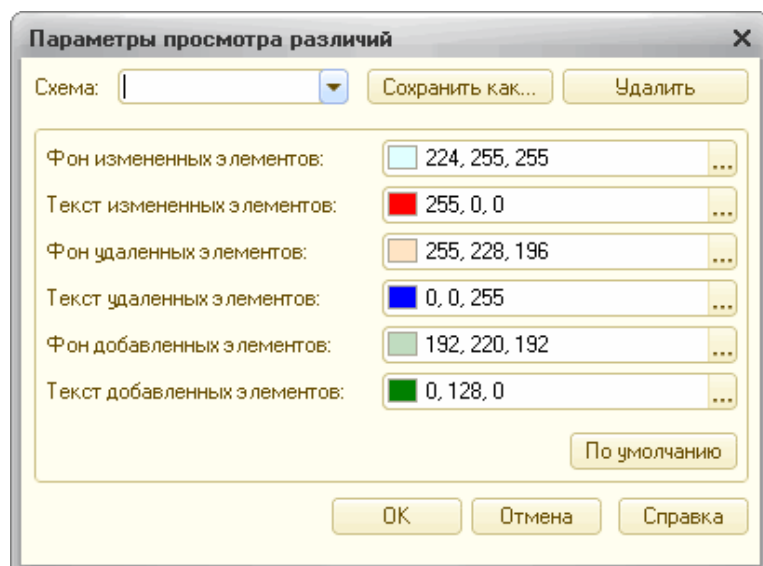 Параметры просмотра различий
Схема: Сохранить как... Удалить
Фон измененных элементов: 224, 255, 255 ...
Текст измененных элементов: 255, 0, 0 ...
Фон удаленных элементов: 255, 228, 196 ...
Текст удаленных элементов: 0, 0, 255 ...
Фон добавленных элементов: 192, 220, 192 ...
Текст добавленных элементов: 0, 128, 0 ...
По умолчанию
OK Отмена Справка